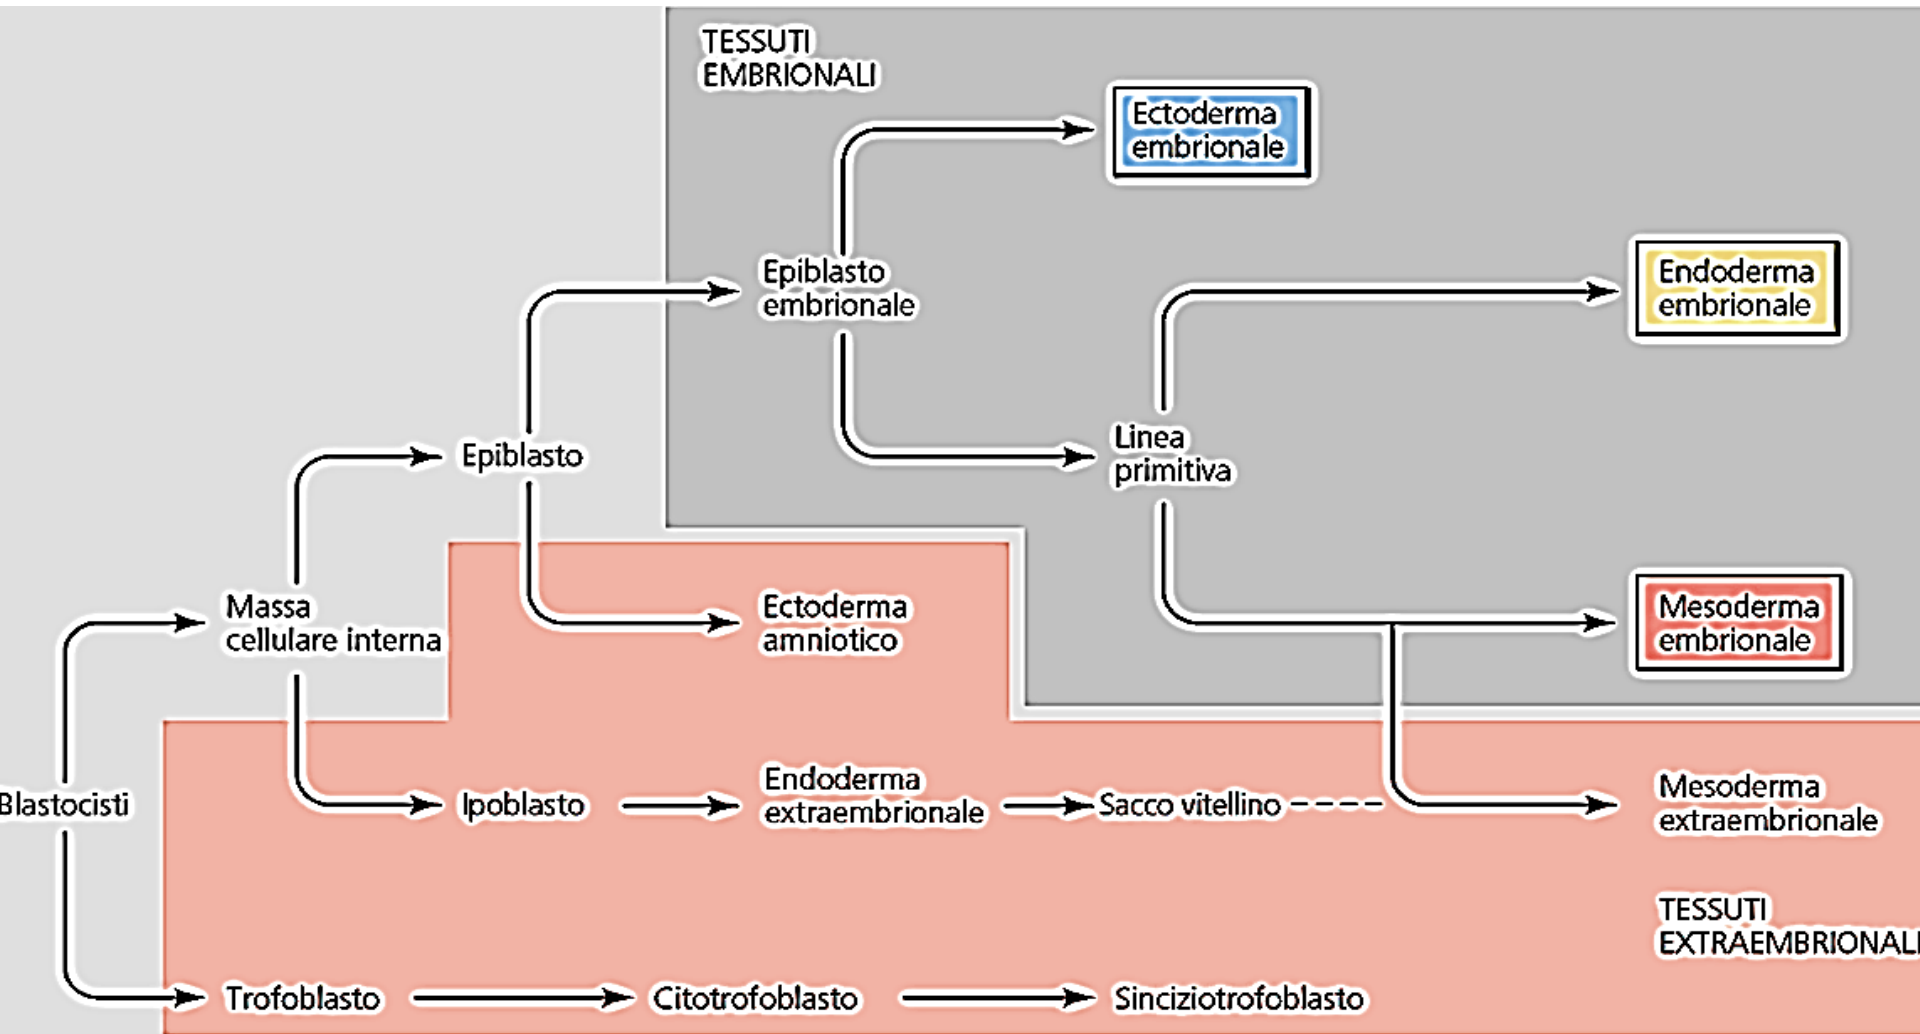 TESSUTI
EMBRIONALI
Ectoderma
embrionale
Epiblasto
embrionale
Endoderma
embrionale
Linea
primitiva
Epiblasto
Massa
cellulare interna
Ectoderma
amniotico
Mesoderma
embrionale
Blastocisti
Ipoblasto
Endoderma
extraembrionale
Sacco vitellino
Mesoderma
extraembrionale
TESSUTI
EXTRAEMBRIONALI
Trofoblasto
Citotrofoblasto
Sinciziotrofoblasto